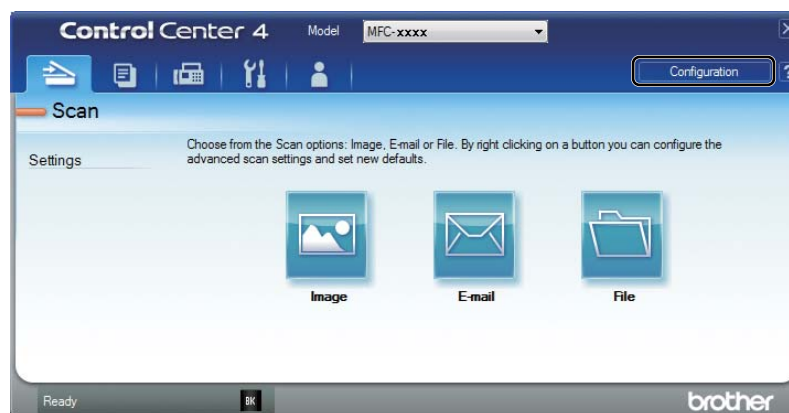 Control Center 4 Model MFC-xxxx
Configuration ?
Scan
Choose from the Scan options: Image, E-mail or File. By right clicking on a button you can configure the
Settings
advanced scan settings and set new defaults.
Image E-mail File
Ready BK brother